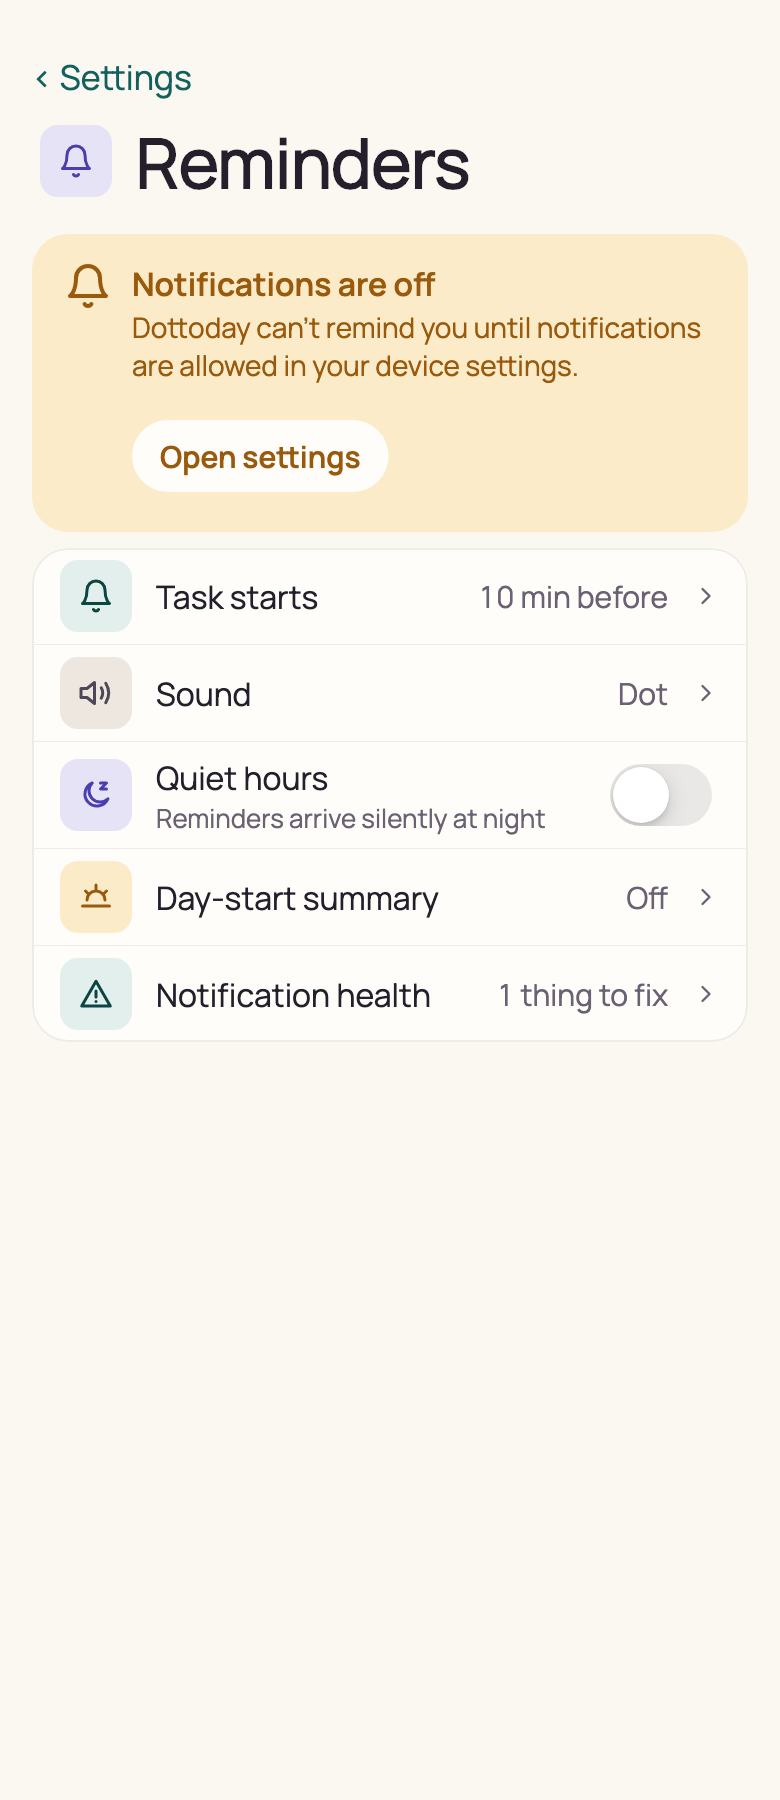 Settings
Reminders
Notifications are off
Dottoday can't remind you until notifications
are allowed in your device settings.
Open settings
Task starts 10 min before
Sound Dot
Quiet hours
Reminders arrive silently at night
Day-start summary Off
Notification health 1 thing to fix